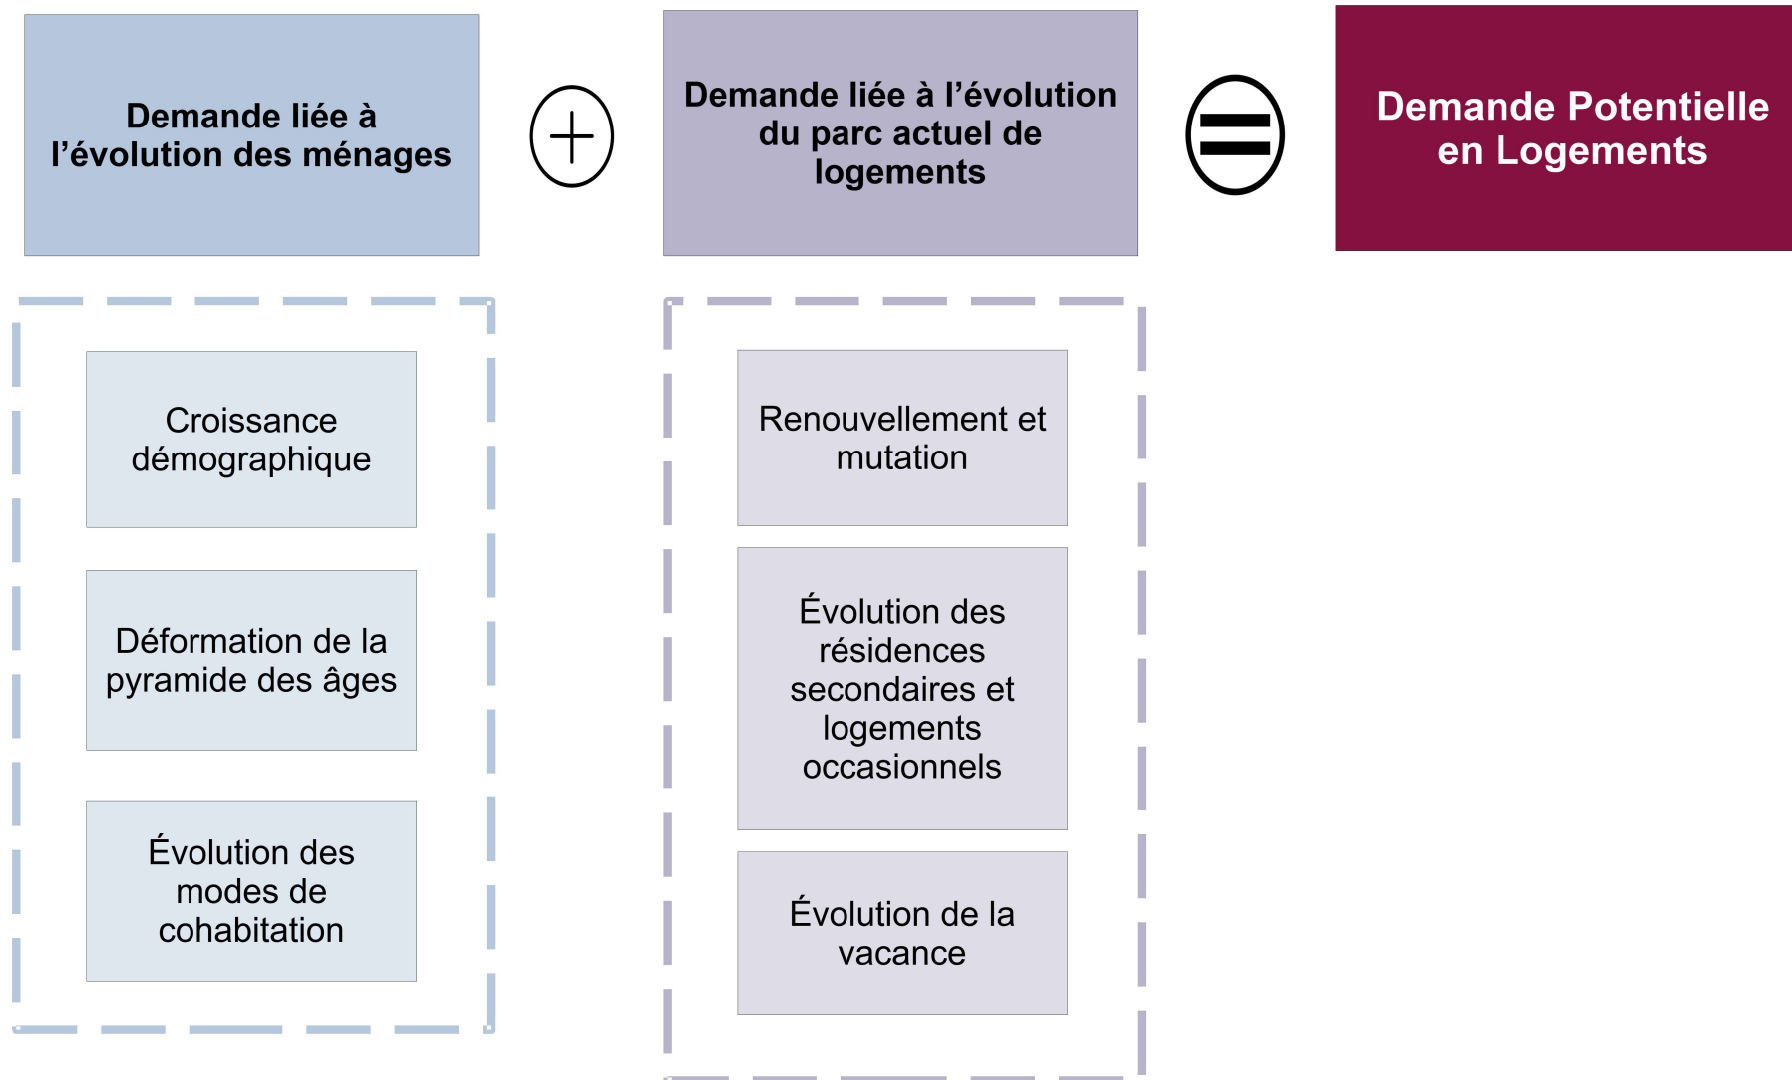 Demande liée à
l’évolution des ménages
+
Demande liée à l’évolution
du parc actuel de
logements
=
Demande Potentielle
en Logements
Croissance
démographique
Déformation de la
pyramide des âges
Évolution des
modes de
cohabitation
Renouvellement et
mutation
Évolution des
résidences
secondaires et
logements
occasionnels
Évolution de la
vacance